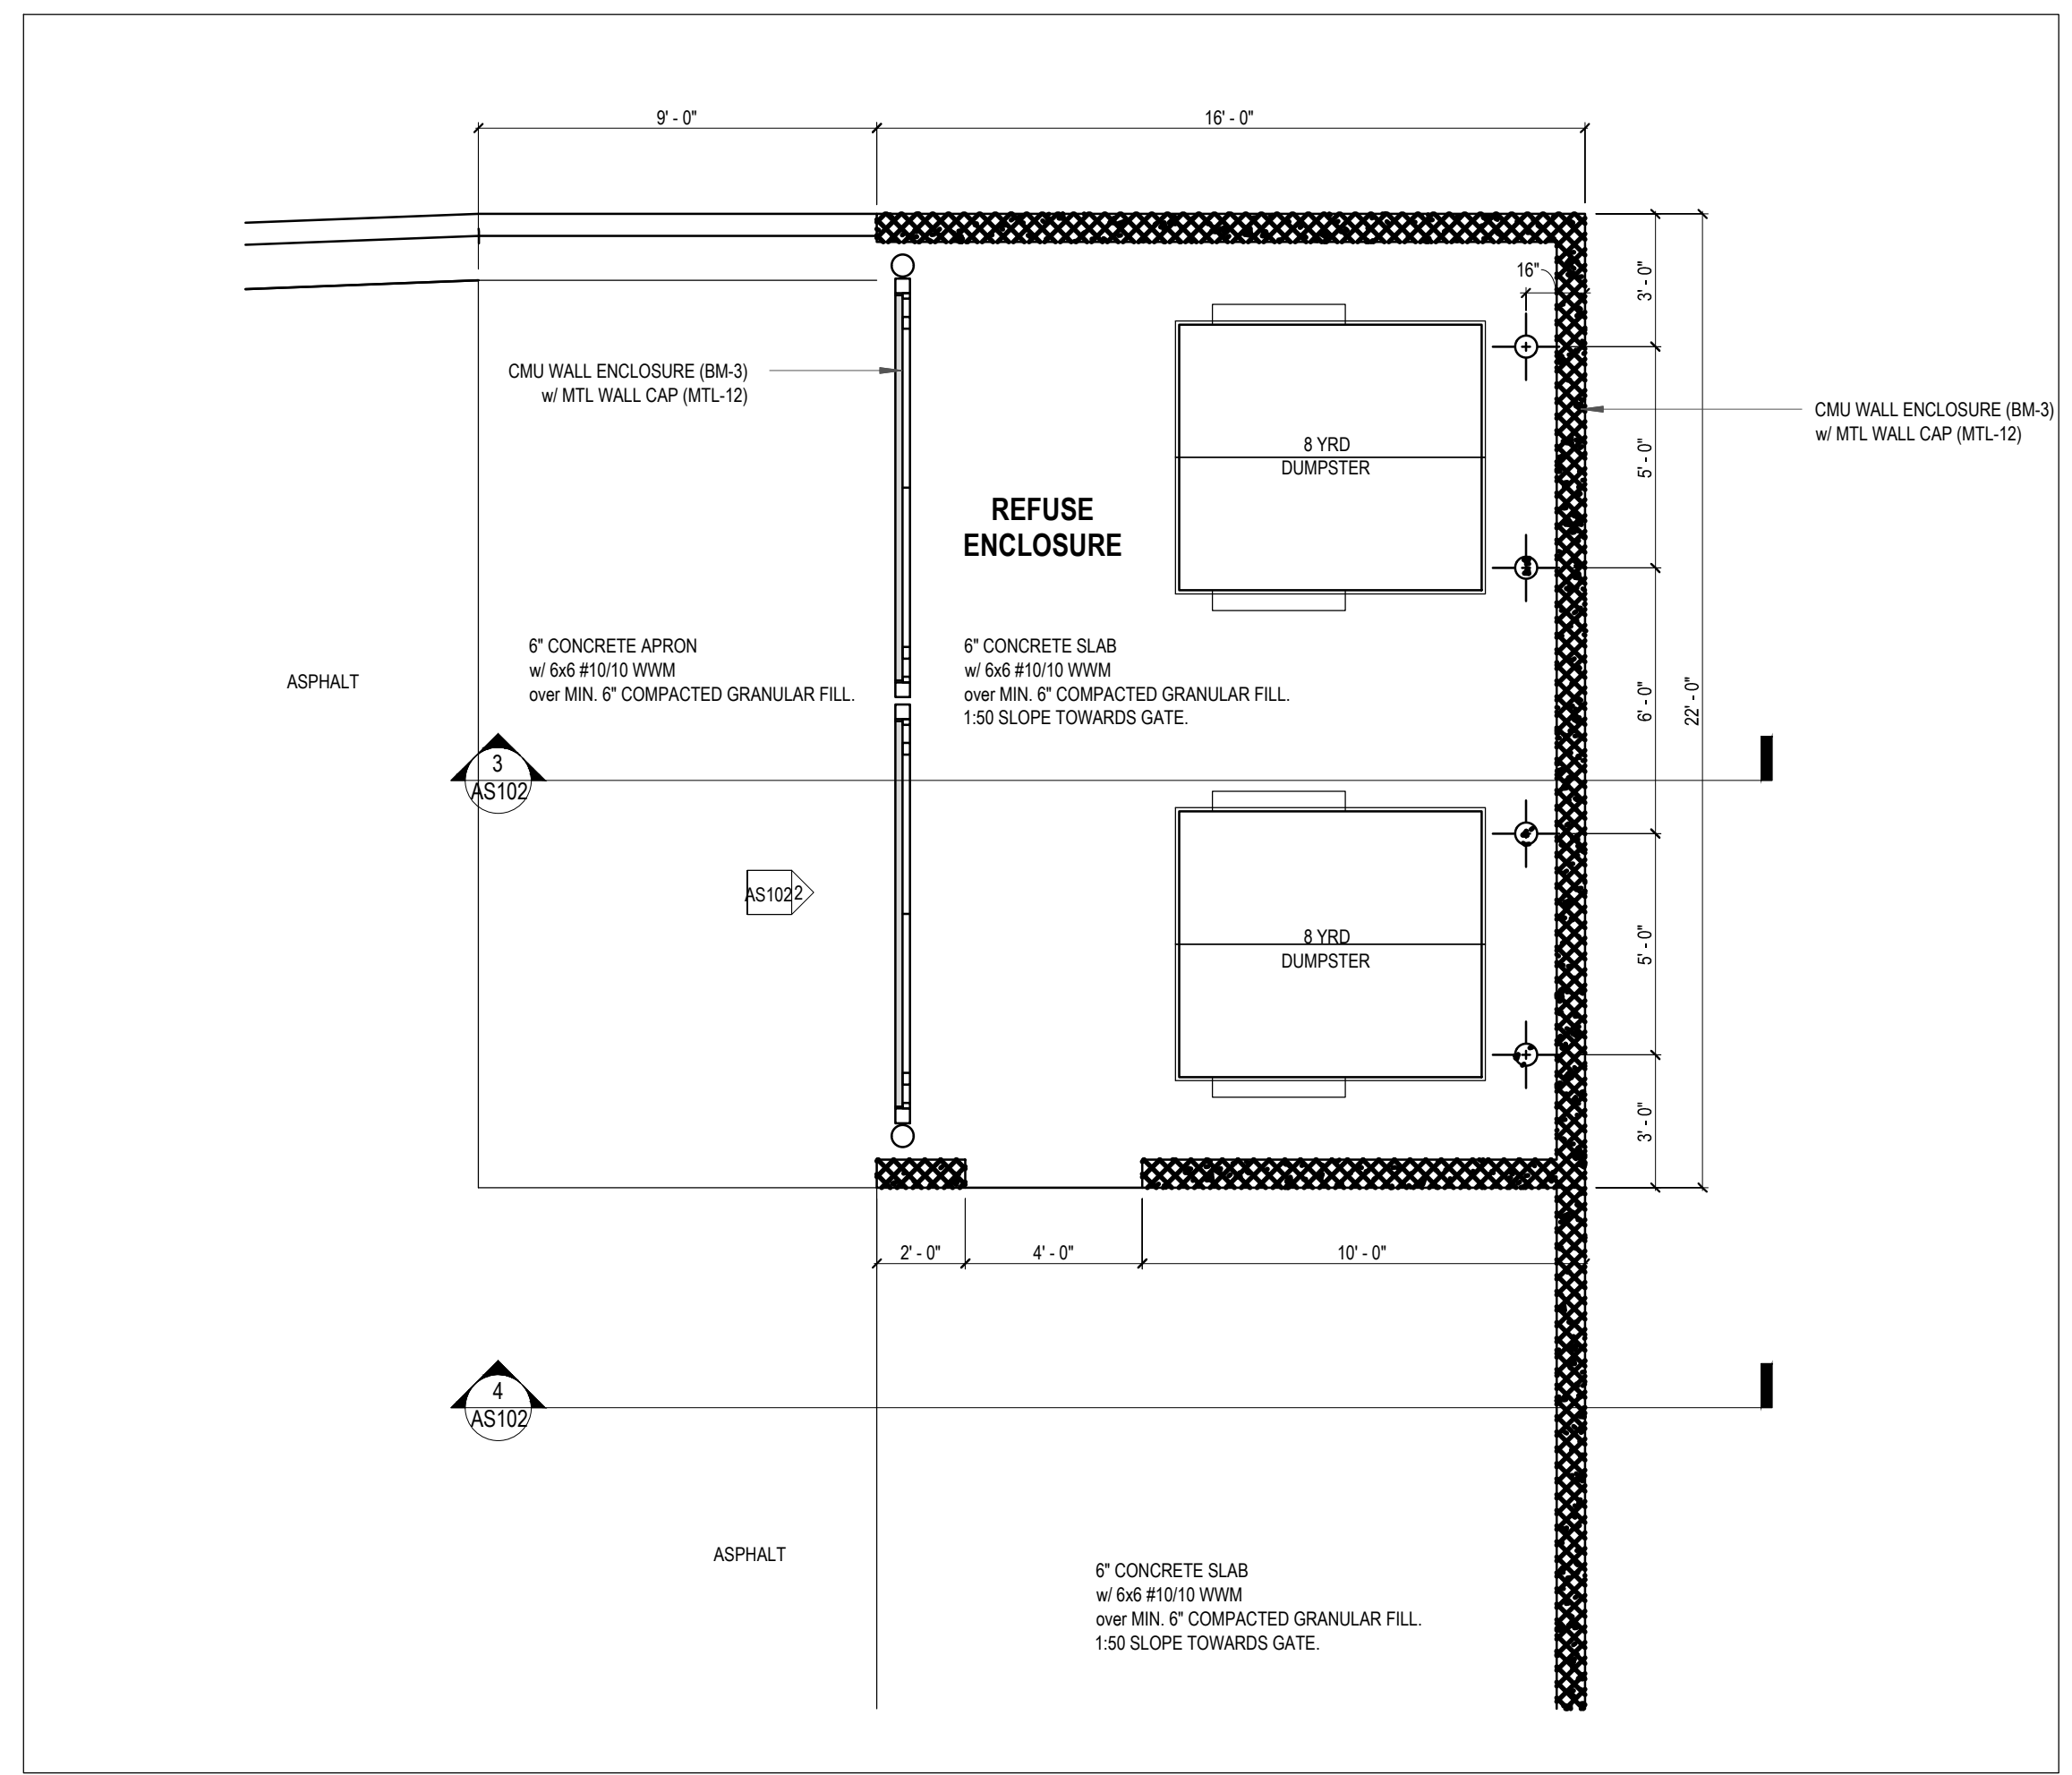 9' - 0"
16' - 0"
16"
3' - 0"
CMU WALL ENCLOSURE (BM-3)
w/ MTL WALL CAP (MTL-12)
CMU WALL ENCLOSURE (BM-3)
w/ MTL WALL CAP (MTL-12)
8 YRD
DUMPSTER
5' - 0"
REFUSE
ENCLOSURE
6" CONCRETE APRON
w/ 6x6 #10/10 WWM
over MIN. 6" COMPACTED GRANULAR FILL.
6" CONCRETE SLAB
w/ 6x6 #10/10 WWM
over MIN. 6" COMPACTED GRANULAR FILL.
1:50 SLOPE TOWARDS GATE.
ASPHALT
6' - 0"
22' - 0"
3
AS102
AS102 2
8 YRD
DUMPSTER
5' - 0"
3' - 0"
2' - 0"
4' - 0"
10' - 0"
4
AS102
ASPHALT
6" CONCRETE SLAB
w/ 6x6 #10/10 WWM
over MIN. 6" COMPACTED GRANULAR FILL.
1:50 SLOPE TOWARDS GATE.